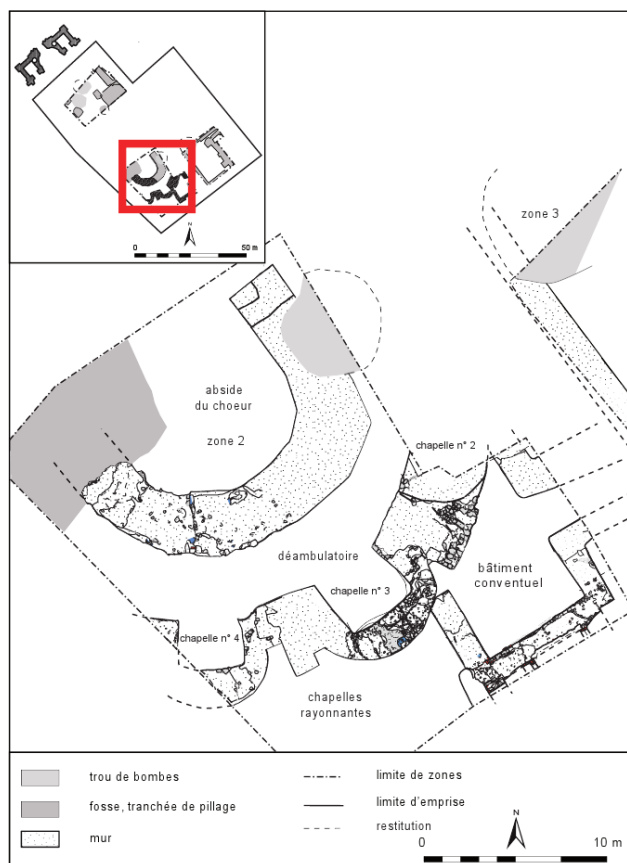 N
0 50 m
zone 3
abside
du choeur
zone 2
chapelle n° 2
déambulatoire
bâtiment
conventuel
chapelle n° 3
chapelle n° 4
chapelles
rayonnantes
trou de bombes
fosse, tranchée de pillage
mur
limite de zones
limite d'emprise
restitution
N
0 10 m